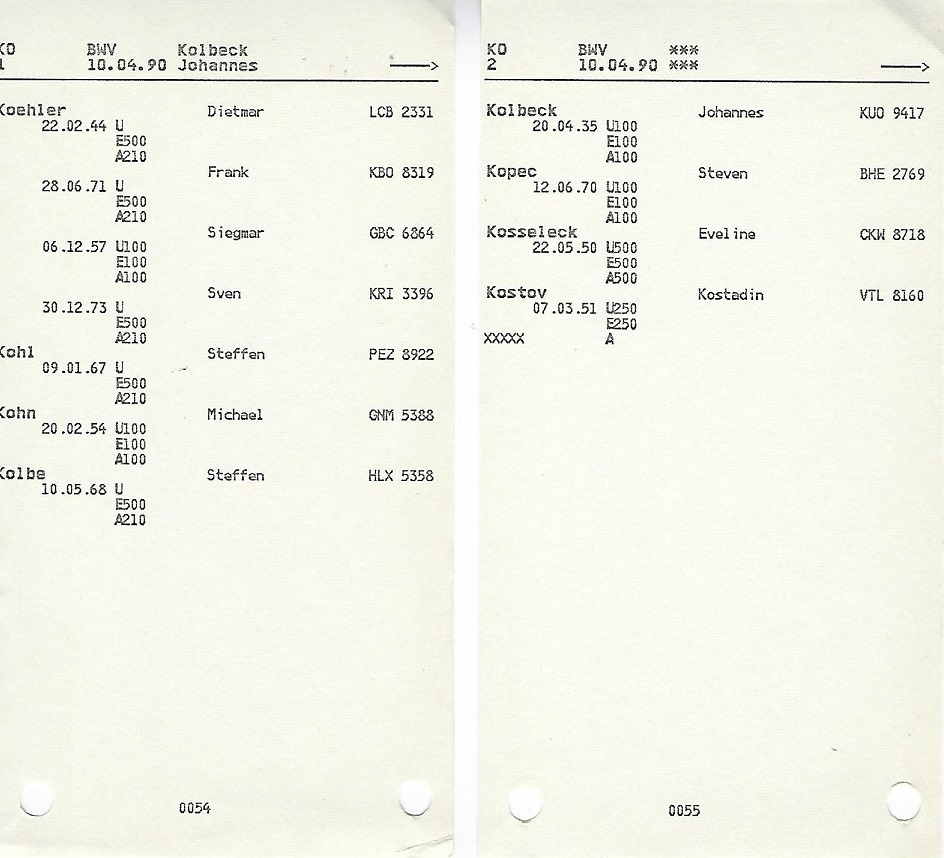 KO BWV Kolbeck
1 10.04.90 Johannes ——>
Koehler Dietmar LCB 2331
22.02.44 U
E500
A210
Frank KBO 8319
28.06.71 U
E500
A210
Siegmar GBC 6864
06.12.57 U100
E100
A100
Sven KRI 3396
30.12.73 U
E500
A210
Kohl Steffen PEZ 8922
09.01.67 U
E500
A210
Kohn Michael GNM 5388
20.02.54 U100
E100
A100
Kolbe Steffen HLX 5358
10.05.68 U
E500
A210
0054
KO BWV ***
2 10.04.90 *** ——>
Kolbeck Johannes KUO 9417
20.04.35 U100
E100
A100
Kopec Steven BHE 2769
12.06.70 U100
E100
A100
Kosseleck Eveline CKW 8718
22.05.50 U500
E500
A500
Kostov Kostadin VTL 8160
07.03.51 U250
E250
XXXXX A
0055